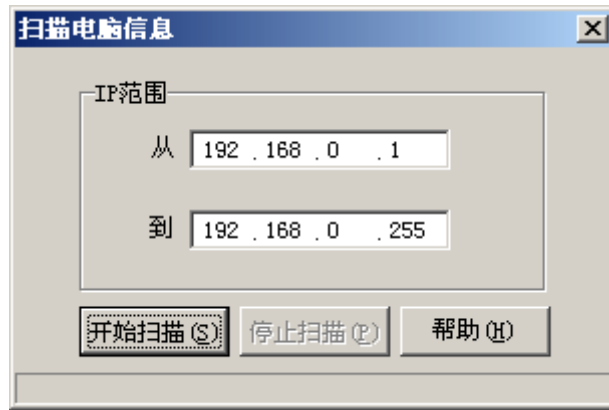 扫描电脑信息
IP范围
从 192 . 168 . 0 . 1
到 192 . 168 . 0 . 255
开始扫描(S) 停止扫描(P) 帮助(H)